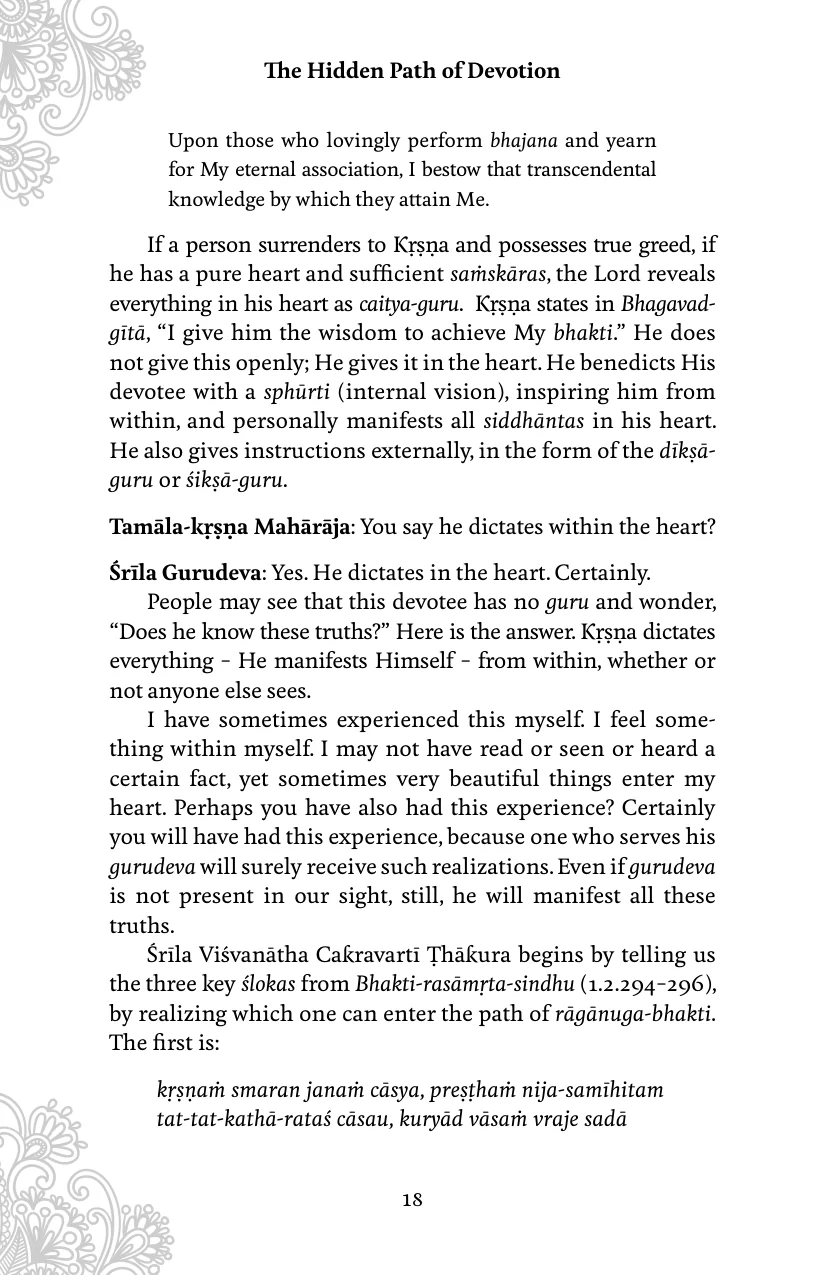 The Hidden Path of Devotion
Upon those who lovingly perform bhajana and yearn
for My eternal association, I bestow that transcendental
knowledge by which they attain Me.
If a person surrenders to Kṛṣṇa and possesses true greed, if
he has a pure heart and sufficient saṁskāras, the Lord reveals
everything in his heart as caitya-guru. Kṛṣṇa states in Bhagavad-
gītā, “I give him the wisdom to achieve My bhakti.” He does
not give this openly; He gives it in the heart. He benedicts His
devotee with a sphūrti (internal vision), inspiring him from
within, and personally manifests all siddhāntas in his heart.
He also gives instructions externally, in the form of the dīkṣā-
guru or śikṣā-guru.
Tamāla-kṛṣṇa Mahārāja: You say he dictates within the heart?
Śrīla Gurudeva: Yes. He dictates in the heart. Certainly.
People may see that this devotee has no guru and wonder,
“Does he know these truths?” Here is the answer. Kṛṣṇa dictates
everything – He manifests Himself – from within, whether or
not anyone else sees.
I have sometimes experienced this myself. I feel some-
thing within myself. I may not have read or seen or heard a
certain fact, yet sometimes very beautiful things enter my
heart. Perhaps you have also had this experience? Certainly
you will have had this experience, because one who serves his
gurudeva will surely receive such realizations. Even if gurudeva
is not present in our sight, still, he will manifest all these
truths.
Śrīla Viśvanātha Cakravartī Ṭhākura begins by telling us
the three key ślokas from Bhakti-rasāmṛta-sindhu (1.2.294–296),
by realizing which one can enter the path of rāgānuga-bhakti.
The first is:
kṛṣṇaṁ smaran janaṁ cāsya, preṣṭhaṁ nija-samīhitam
tat-tat-kathā-rataś cāsau, kuryād vāsaṁ vraje sadā
18